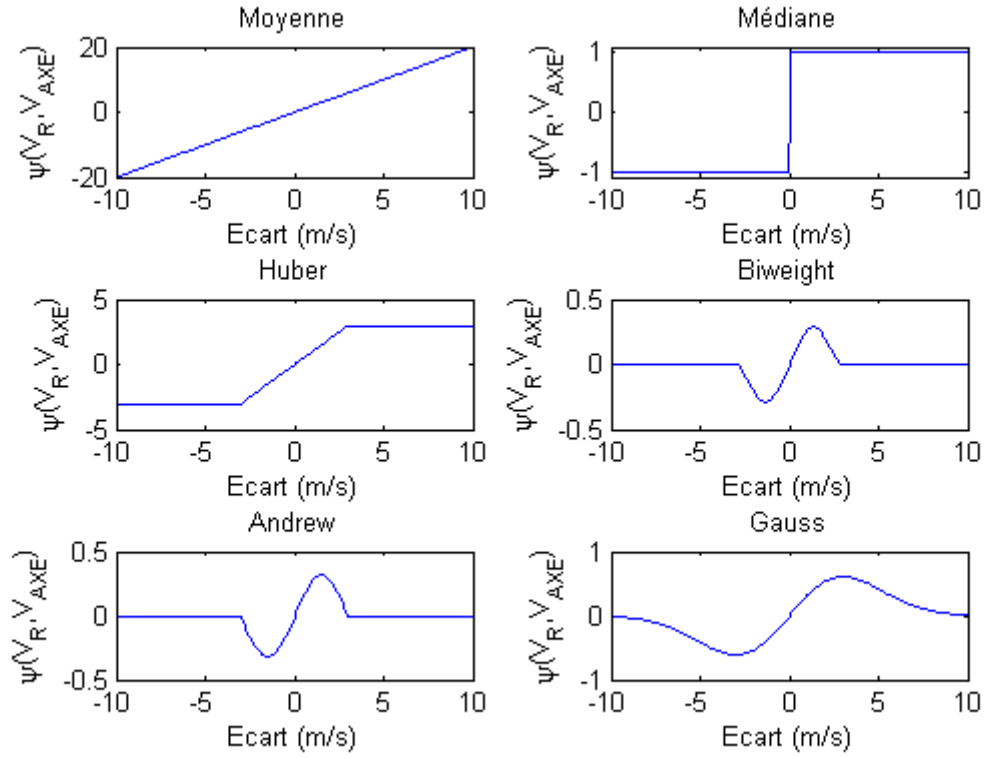 Moyenne
ψ(V_R, V_AXE)
20
0
-20
-10 -5 0 5 10
Ecart (m/s)
Médiane
ψ(V_R, V_AXE)
1
0
-1
-10 -5 0 5 10
Ecart (m/s)
Huber
ψ(V_R, V_AXE)
5
0
-5
-10 -5 0 5 10
Ecart (m/s)
Biweight
ψ(V_R, V_AXE)
0.5
0
-0.5
-10 -5 0 5 10
Ecart (m/s)
Andrew
ψ(V_R, V_AXE)
0.5
0
-0.5
-10 -5 0 5 10
Ecart (m/s)
Gauss
ψ(V_R, V_AXE)
1
0
-1
-10 -5 0 5 10
Ecart (m/s)